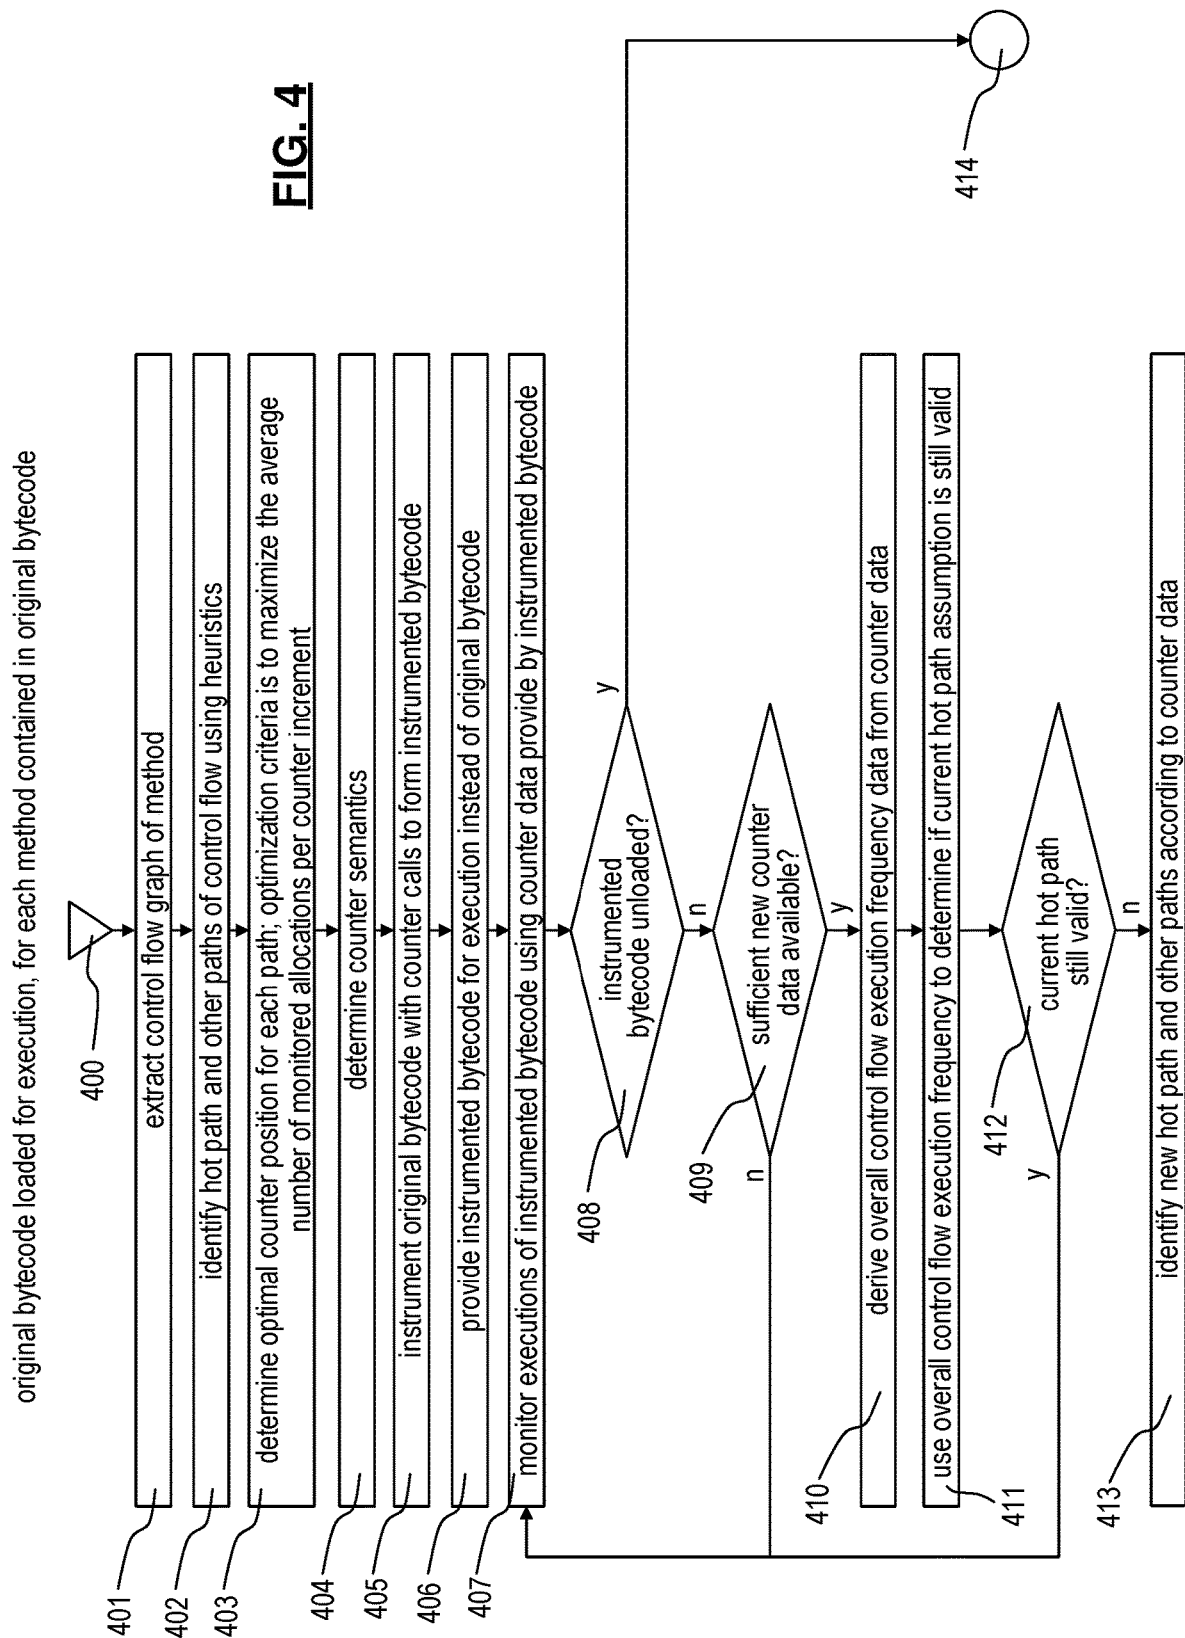 original bytecode loaded for execution, for each method contained in original bytecode
FIG. 4
400
401
extract control flow graph of method
402
identify hot path and other paths of control flow using heuristics
403
determine optimal counter position for each path; optimization criteria is to maximize the average
number of monitored allocations per counter increment
404
determine counter semantics
405
instrument original bytecode with counter calls to form instrumented bytecode
406
provide instrumented bytecode for execution instead of original bytecode
407
monitor executions of instrumented bytecode using counter data provide by instrumented bytecode
408
instrumented
bytecode unloaded?
y
n
414
409
sufficient new counter
data available?
n
y
410
derive overall control flow execution frequency data from counter data
411
use overall control flow execution frequency to determine if current hot path assumption is still valid
412
current hot path
still valid?
y
n
413
identify new hot path and other paths according to counter data